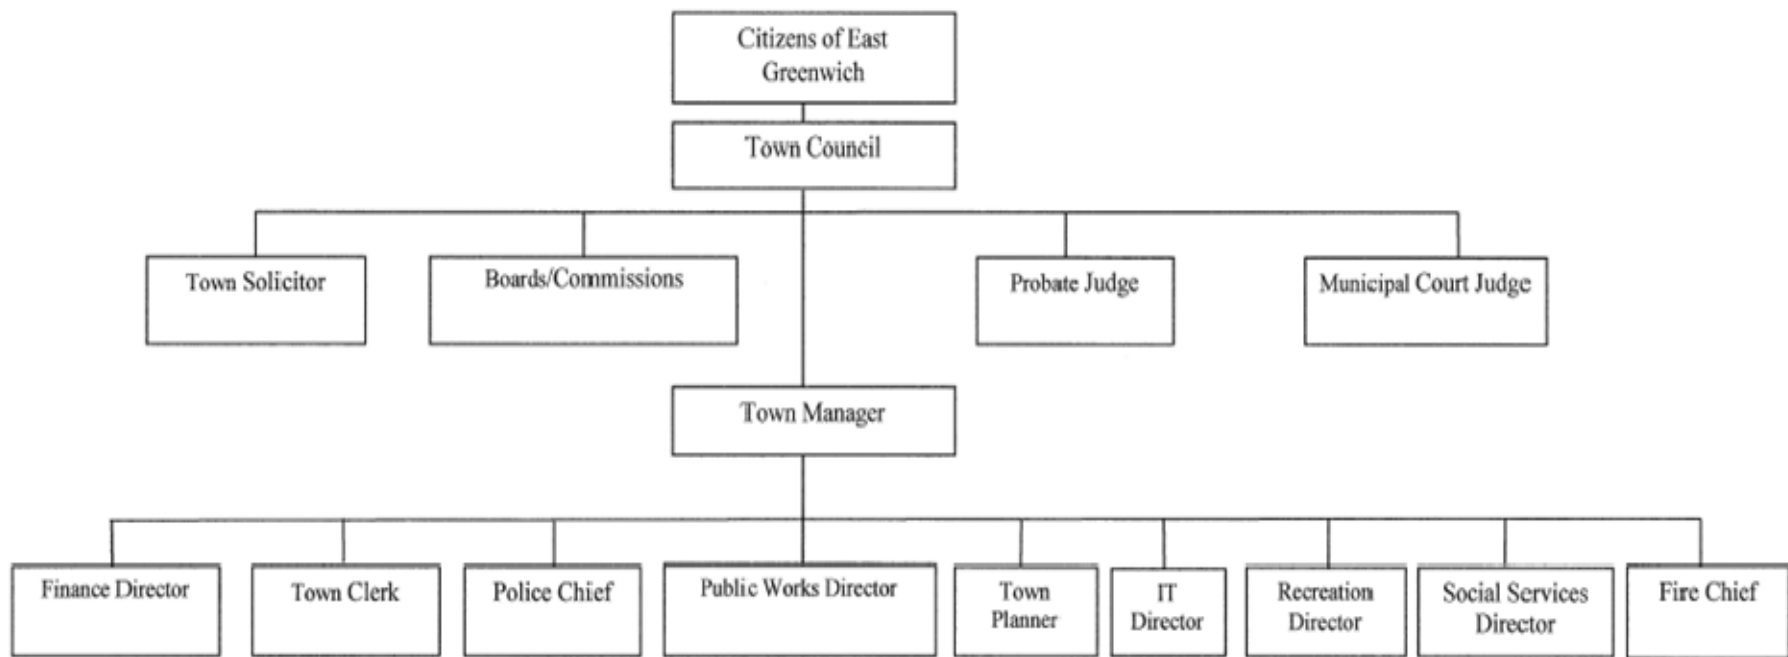 Citizens of East
Greenwich
Town Council
Town Solicitor
Boards/Commissions
Probate Judge
Municipal Court Judge
Town Manager
Finance Director
Town Clerk
Police Chief
Public Works Director
Town
Planner
IT
Director
Recreation
Director
Social Services
Director
Fire Chief